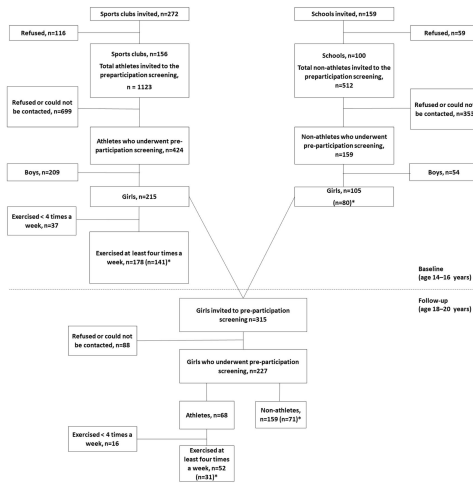 Sports clubs invited, n=272
Schools invited, n=159
Refused, n=116
Refused, n=59
Sports clubs, n=156
Total athletes invited to the
preparticipation screening,
n = 1123
Schools, n=100
Total non-athletes invited to the
preparticipation screening,
n=512
Refused or could not
be contacted, n=699
Refused or could not
be contacted, n=353
Athletes who underwent pre-
participation screening, n=424
Non-athletes who underwent
pre-participation screening,
n=159
Boys, n=209
Boys, n=54
Girls, n=215
Girls, n=105
(n=80)*
Exercised < 4 times a
week, n=37
Exercised at least four times
a week,
n=178 (n=141)*
Baseline
(age 14–16 years)
Follow-up
(age 18–20 years)
Girls invited to pre-participation
screening n=315
Refused or could not
be contacted, n=88
Girls who underwent pre-participation
screening, n=227
Athletes, n=68
Non-athletes,
n=159 (n=71)*
Exercised < 4 times a
week, n=16
Exercised at
least four times
a week, n=52
(n=31)*